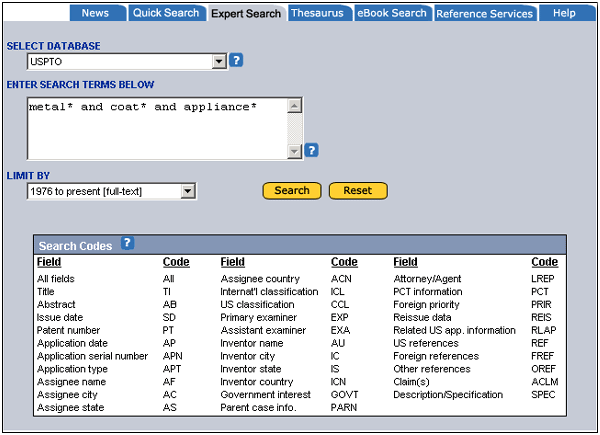 News Quick Search Expert Search Thesaurus eBook Search Reference Services Help
SELECT DATABASE
USPTO ?
ENTER SEARCH TERMS BELOW
metal* and coat* and appliance*
?
LIMIT BY
1976 to present [full-text] Search Reset
Search Codes ?
Field Code Field Code Field Code
All fields All Assignee country ACN Attorney/Agent LREP
Title TI Internat'l classification ICL PCT information PCT
Abstract AB US classification CCL Foreign priority PRIR
Issue date SD Primary examiner EXP Reissue data REIS
Patent number PT Assistant examiner EXA Related US app. information RLAP
Application date AP Inventor name AU US references REF
Application serial number APN Inventor city IC Foreign references FREF
Application type APT Inventor state IS Other references OREF
Assignee name AF Inventor country ICN Claim(s) ACLM
Assignee city AC Government interest GOVT Description/Specification SPEC
Assignee state AS Parent case info. PARN